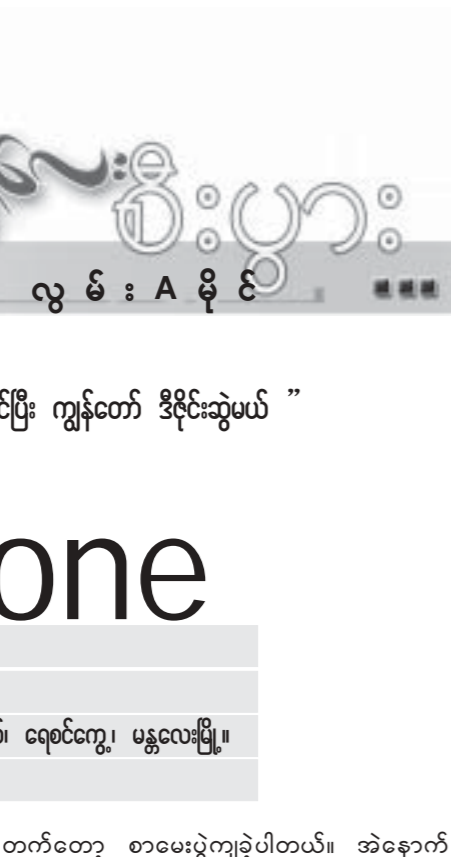 စီးပွား
လွမ်း A မိုင်
င်ပြီး ကျွန်တော် ဒီဇိုင်းဆွဲမယ် ”
one
ရေစင်ကွေ့၊ မန္တလေးမြို့။
တက်တော့ စာမေးပွဲကျခဲ့ပါတယ်။ အဲနောက်